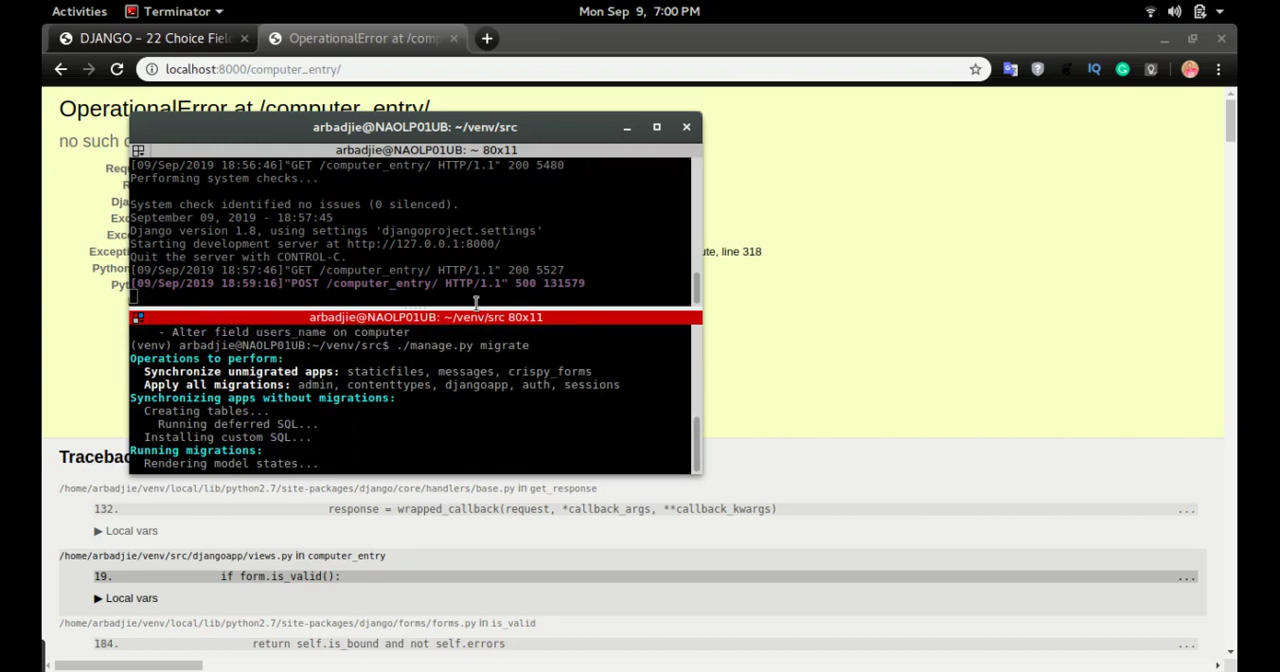 Activities
Terminator
Mon Sep 9, 7:00 PM
DJANGO – 22 Choice Fiel
OperationalError at /comp
localhost:8000/computer_entry/
IQ
OperationalError at /computer_entry/
no such c
arbadjie@NAOLP01UB: ~/venv/src
arbadjie@NAOLP01UB: ~ 80x11
[09/Sep/2019 18:56:46]"GET /computer_entry/ HTTP/1.1" 200 5480
Performing system checks...
System check identified no issues (0 silenced).
September 09, 2019 - 18:57:45
Django version 1.8, using settings 'djangoproject.settings'
Starting development server at http://127.0.0.1:8000/
Quit the server with CONTROL-C.
[09/Sep/2019 18:57:46]"GET /computer_entry/ HTTP/1.1" 200 5527
[09/Sep/2019 18:59:16]"POST /computer_entry/ HTTP/1.1" 500 131579
Req
R
Dja
Exc
Exc
Excepti
Pytho
Pyt
ute, line 318
arbadjie@NAOLP01UB: ~/venv/src 80x11
- Alter field users_name on computer
(venv) arbadjie@NAOLP01UB:~/venv/src$ ./manage.py migrate
Operations to perform:
Synchronize unmigrated apps: staticfiles, messages, crispy_forms
Apply all migrations: admin, contenttypes, djangoapp, auth, sessions
Synchronizing apps without migrations:
Creating tables...
Running deferred SQL...
Installing custom SQL...
Running migrations:
Rendering model states...
Traceb
/home/arbadjie/venv/local/lib/python2.7/site-packages/django/core/handlers/base.py in get_response
132. response = wrapped_callback(request, *callback_args, **callback_kwargs) ...
▶ Local vars
/home/arbadjie/venv/src/djangoapp/views.py in computer_entry
19. if form.is_valid(): ...
▶ Local vars
/home/arbadjie/venv/local/lib/python2.7/site-packages/django/forms/forms.py in is_valid
184. return self.is_bound and not self.errors ...